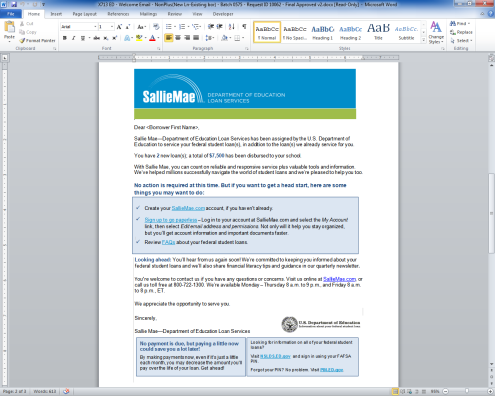 X713 ED - Welcome Email - NonPlus(New Lin Existing bor) - Batch 0575 - Request ID 10062 - Final Approved v2.docx [Read-Only] - Microsoft Word
File Home Insert Page Layout References Mailings Review View Developer
Paste
Cut
Copy
Format Painter
Clipboard
Arial
Font
Paragraph
AaBbCc AaBbCc AaBbC AaBbCc AaB AaBbCc.
¶ Normal ¶ No Spaci... Heading 1 Heading 2 Title Subtitle
Change Styles
Styles
Find
Replace
Select
Editing
SallieMae DEPARTMENT OF EDUCATION
LOAN SERVICES
Dear <Borrower First Name>,
Sallie Mae—Department of Education Loan Services has been assigned by the U.S. Department of
Education to service your federal student loan(s), in addition to the loan(s) we already service for you.
You have 2 new loan(s); a total of $7,500 has been disbursed to your school.
With Sallie Mae, you can count on reliable and responsive service plus valuable tools and information.
We've helped millions successfully navigate the world of student loans and we're pleased to help you too.
No action is required at this time. But if you want to get a head start, here are some
things you may want to do:
✓ Create your SallieMae.com account, if you haven't already.
✓ Sign up to go paperless – Log in to your account at SallieMae.com and select the My Account
link, then select Edit email address and permissions. Not only will it help you stay organized,
but you'll get account information and important documents faster.
✓ Review FAQs about your federal student loans.
Looking ahead: You'll hear from us again soon! We're committed to keeping you informed about your
federal student loans and we'll also share financial literacy tips and guidance in our quarterly newsletter.
You're welcome to contact us if you have any questions or concerns. Visit us online at SallieMae.com, or
call us toll free at 800-722-1300. We're available Monday – Thursday 8 a.m. to 9 p.m., and Friday 8 a.m.
to 8 p.m., ET.
We appreciate the opportunity to serve you.
Sincerely,
Sallie Mae—Department of Education Loan Services
U.S. Department of Education
No payment is due, but paying a little now
could save you a lot later!
By making payments now, even if it's just a little
each month, you may decrease the amount you'll
pay over the life of your loan. Get ahead!
Looking for information on all of your federal student
loans?
Visit NSLDS.gov and sign in using your FAFSA
PIN.
Forgot your PIN? No problem. Visit PIN.ED.gov
Page: 2 of 3 Words: 613 95%